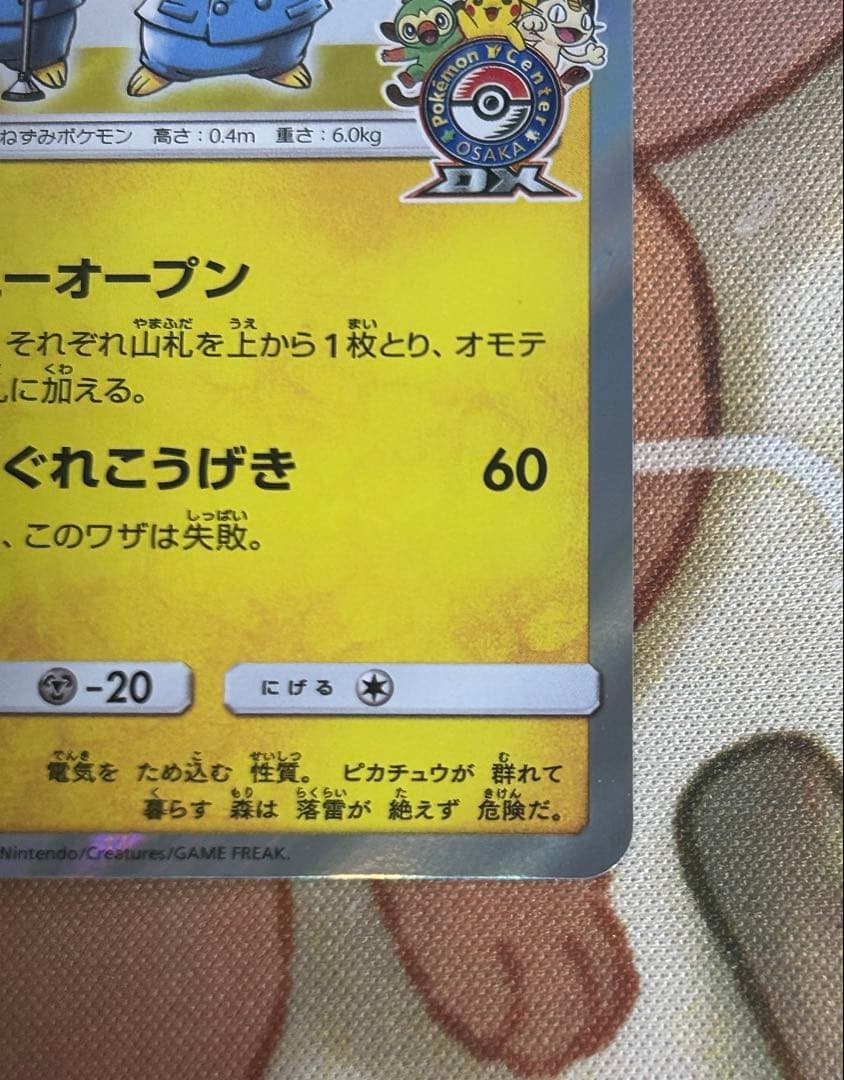 Pokémon Center
OSAKA
DX
ねずみポケモン 高さ：0.4m 重さ：6.0kg
ーオープン
それぞれ山札を上から1枚とり、オモテ
に加える。
ぐれこうげき 60
、このワザは失敗。
-20 にげる
電気を ため込む 性質。 ピカチュウが 群れて
暮らす 森は 落雷が 絶えず 危険だ。
Nintendo/Creatures/GAME FREAK.